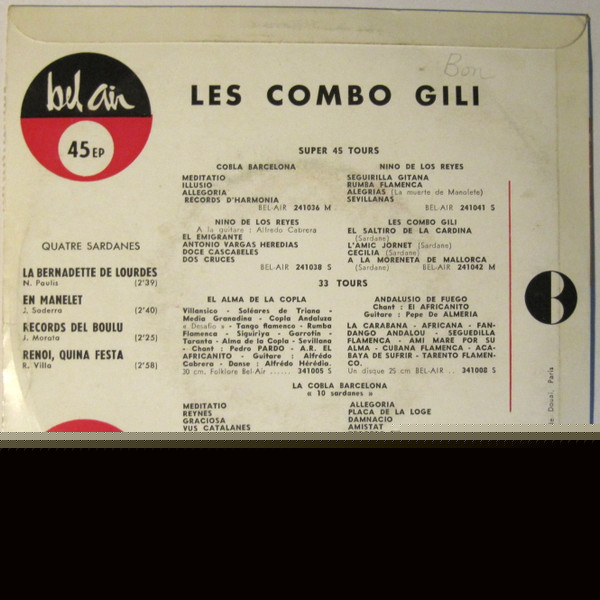 bel air
45 EP
Bon
LES COMBO GILI
QUATRE SARDANES
LA BERNADETTE DE LOURDES
N. Paulis (2'39)
EN MANELET
J. Saderra (2'40)
RECORDS DEL BOULU
J. Morata (2'25)
RENOI, QUINA FESTA
R. Villa (2'58)
SUPER 45 TOURS
COBLA BARCELONA
MEDITATIO
ILLUSIO
ALLEGORIA
RECORDS D'HARMONIA
BEL-AIR 241036 M
NINO DE LOS REYES
SEGUIRILLA GITANA
RUMBA FLAMENCA
ALEGRIAS (La muerte de Manolete)
SEVILLANAS
BEL-AIR 241041 S
NINO DE LOS REYES
A la guitare : Alfredo Cabrera
EL EMIGRANTE
ANTONIO VARGAS HEREDIAS
DOCE CASCABELES
DOS CRUCES
BEL-AIR 241038 S
LES COMBO GILI
EL SALTIRO DE LA CARDINA
(Sardane)
L'AMIC JORNET (Sardane)
CECILIA (Sardane)
A LA MORENETA DE MALLORCA
(Sardane) BEL-AIR 241042 M
33 TOURS
EL ALMA DE LA COPLA
Villansico - Soléares de Triana -
Media Granadina - Copla Andaluza
« Desafio » - Tango flamenco - Rumba
Flamenca - Siguiriya - Garrotin -
Taranta - Alma de la Copla - Sevillana
- Chant : Pedro PARDO - A.R. EL
AFRICANITO - Guitare : Alfrédo
Cabrera - Danse : Alfrédo Hérédia.
30 cm. Folklore Bel-Air ...... 341005 S
ANDALUSIO DE FUEGO
Chant : El AFRICANITO
Guitare : Pepe De ALMERIA
LA CARABANA - AFRICANA - FAN-
DANGO ANDALOU - SEGUEDILLA
FLAMENCA - AMI MARE POR SU
ALMA - CUBANA FLAMENCA - ACA-
BAYA DE SUFRIR - TARENTO FLAMEN-
CO.
Un disque 25 cm BEL-AIR .. 341008 S
LA COBLA BARCELONA
« 10 sardanes »
MEDITATIO
REYNES
GRACIOSA
VUS CATALANES
ALLEGORIA
PLACA DE LA LOGE
DAMNACIO
AMISTAT
B
Douai. Paris